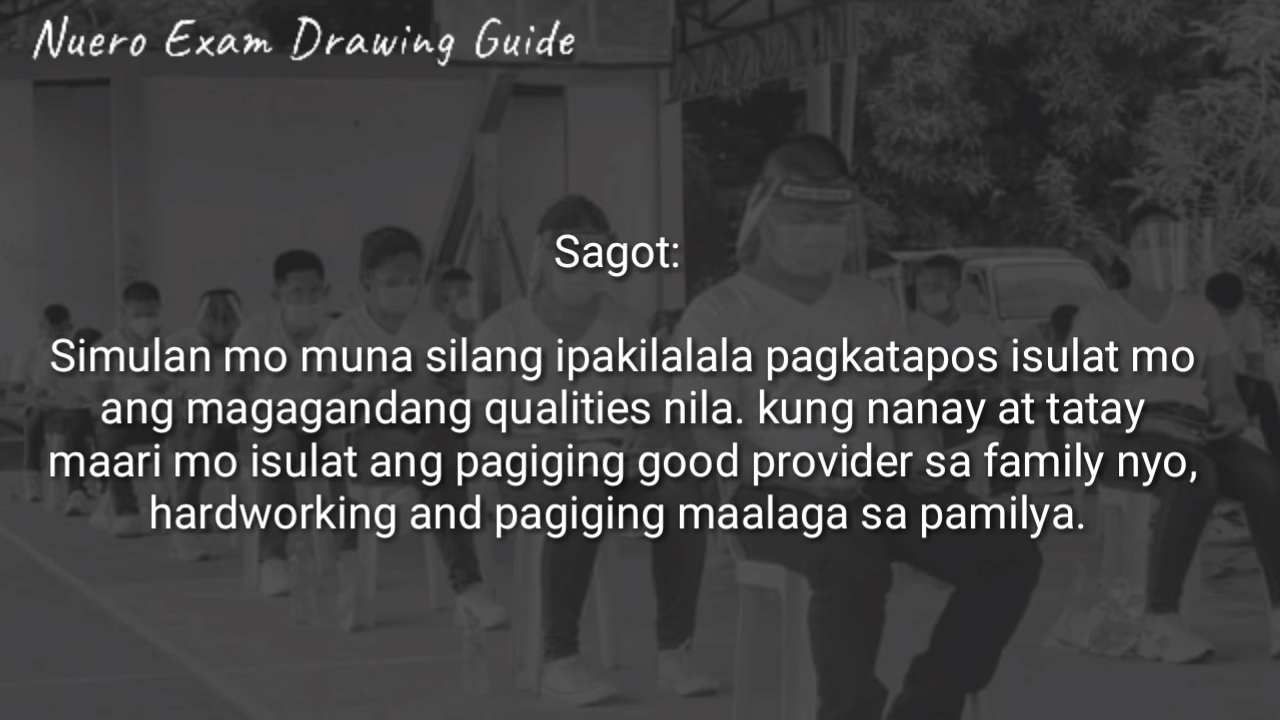 Nuero Exam Drawing Guide
Sagot:
Simulan mo muna silang ipakilalala pagkatapos isulat mo
ang magagandang qualities nila. kung nanay at tatay
maari mo isulat ang pagiging good provider sa family nyo,
hardworking and pagiging maalaga sa pamilya.